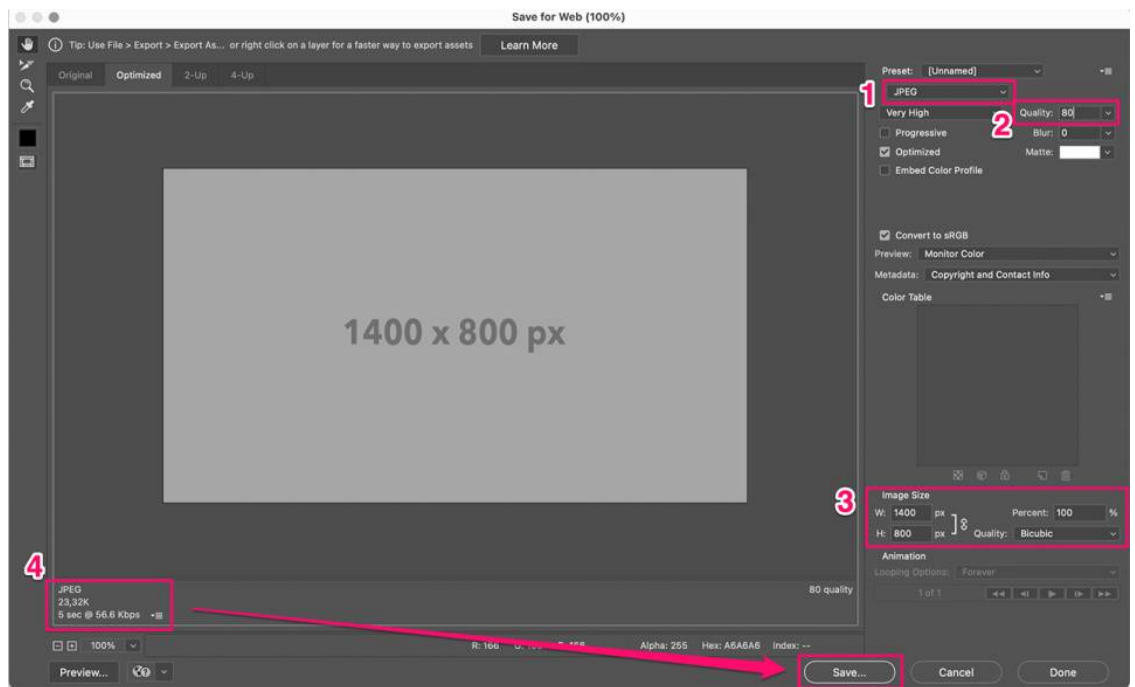 Save for Web (100%)
Tip: Use File > Export > Export As... or right click on a layer for a faster way to export assets
Learn More
Original Optimized 2-Up 4-Up
Preset: [Unnamed]
1 JPEG
Very High 2 Quality: 80
Progressive Blur: 0
Optimized Matte:
Embed Color Profile
Convert to sRGB
Preview: Monitor Color
Metadata: Copyright and Contact Info
Color Table
1400 x 800 px
3 Image Size
W: 1400 px Percent: 100 %
H: 800 px Quality: Bicubic
Animation
Looping Options: Forever
1 of 1
4
JPEG 80 quality
23,32K
5 sec @ 56.6 Kbps
100% R: 166 Alpha: 255 Hex: A6A6A6 Index: --
Preview... Save... Cancel Done